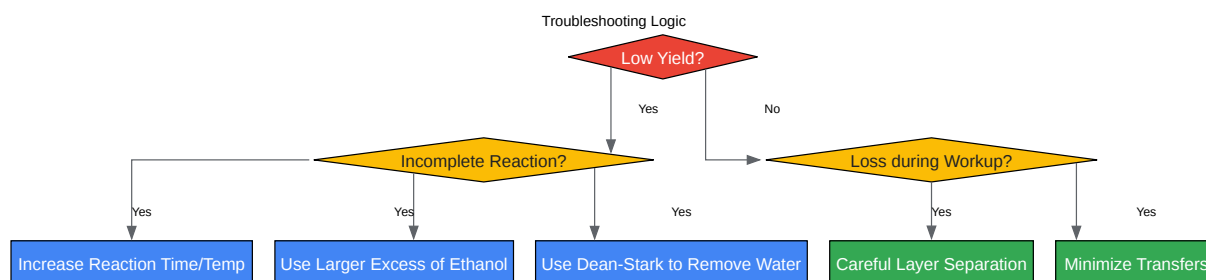 Troubleshooting Logic
Low Yield?
Yes
No
Incomplete Reaction?
Loss during Workup?
Yes
Yes
Yes
Yes
Yes
Increase Reaction Time/Temp
Use Larger Excess of Ethanol
Use Dean-Stark to Remove Water
Careful Layer Separation
Minimize Transfers